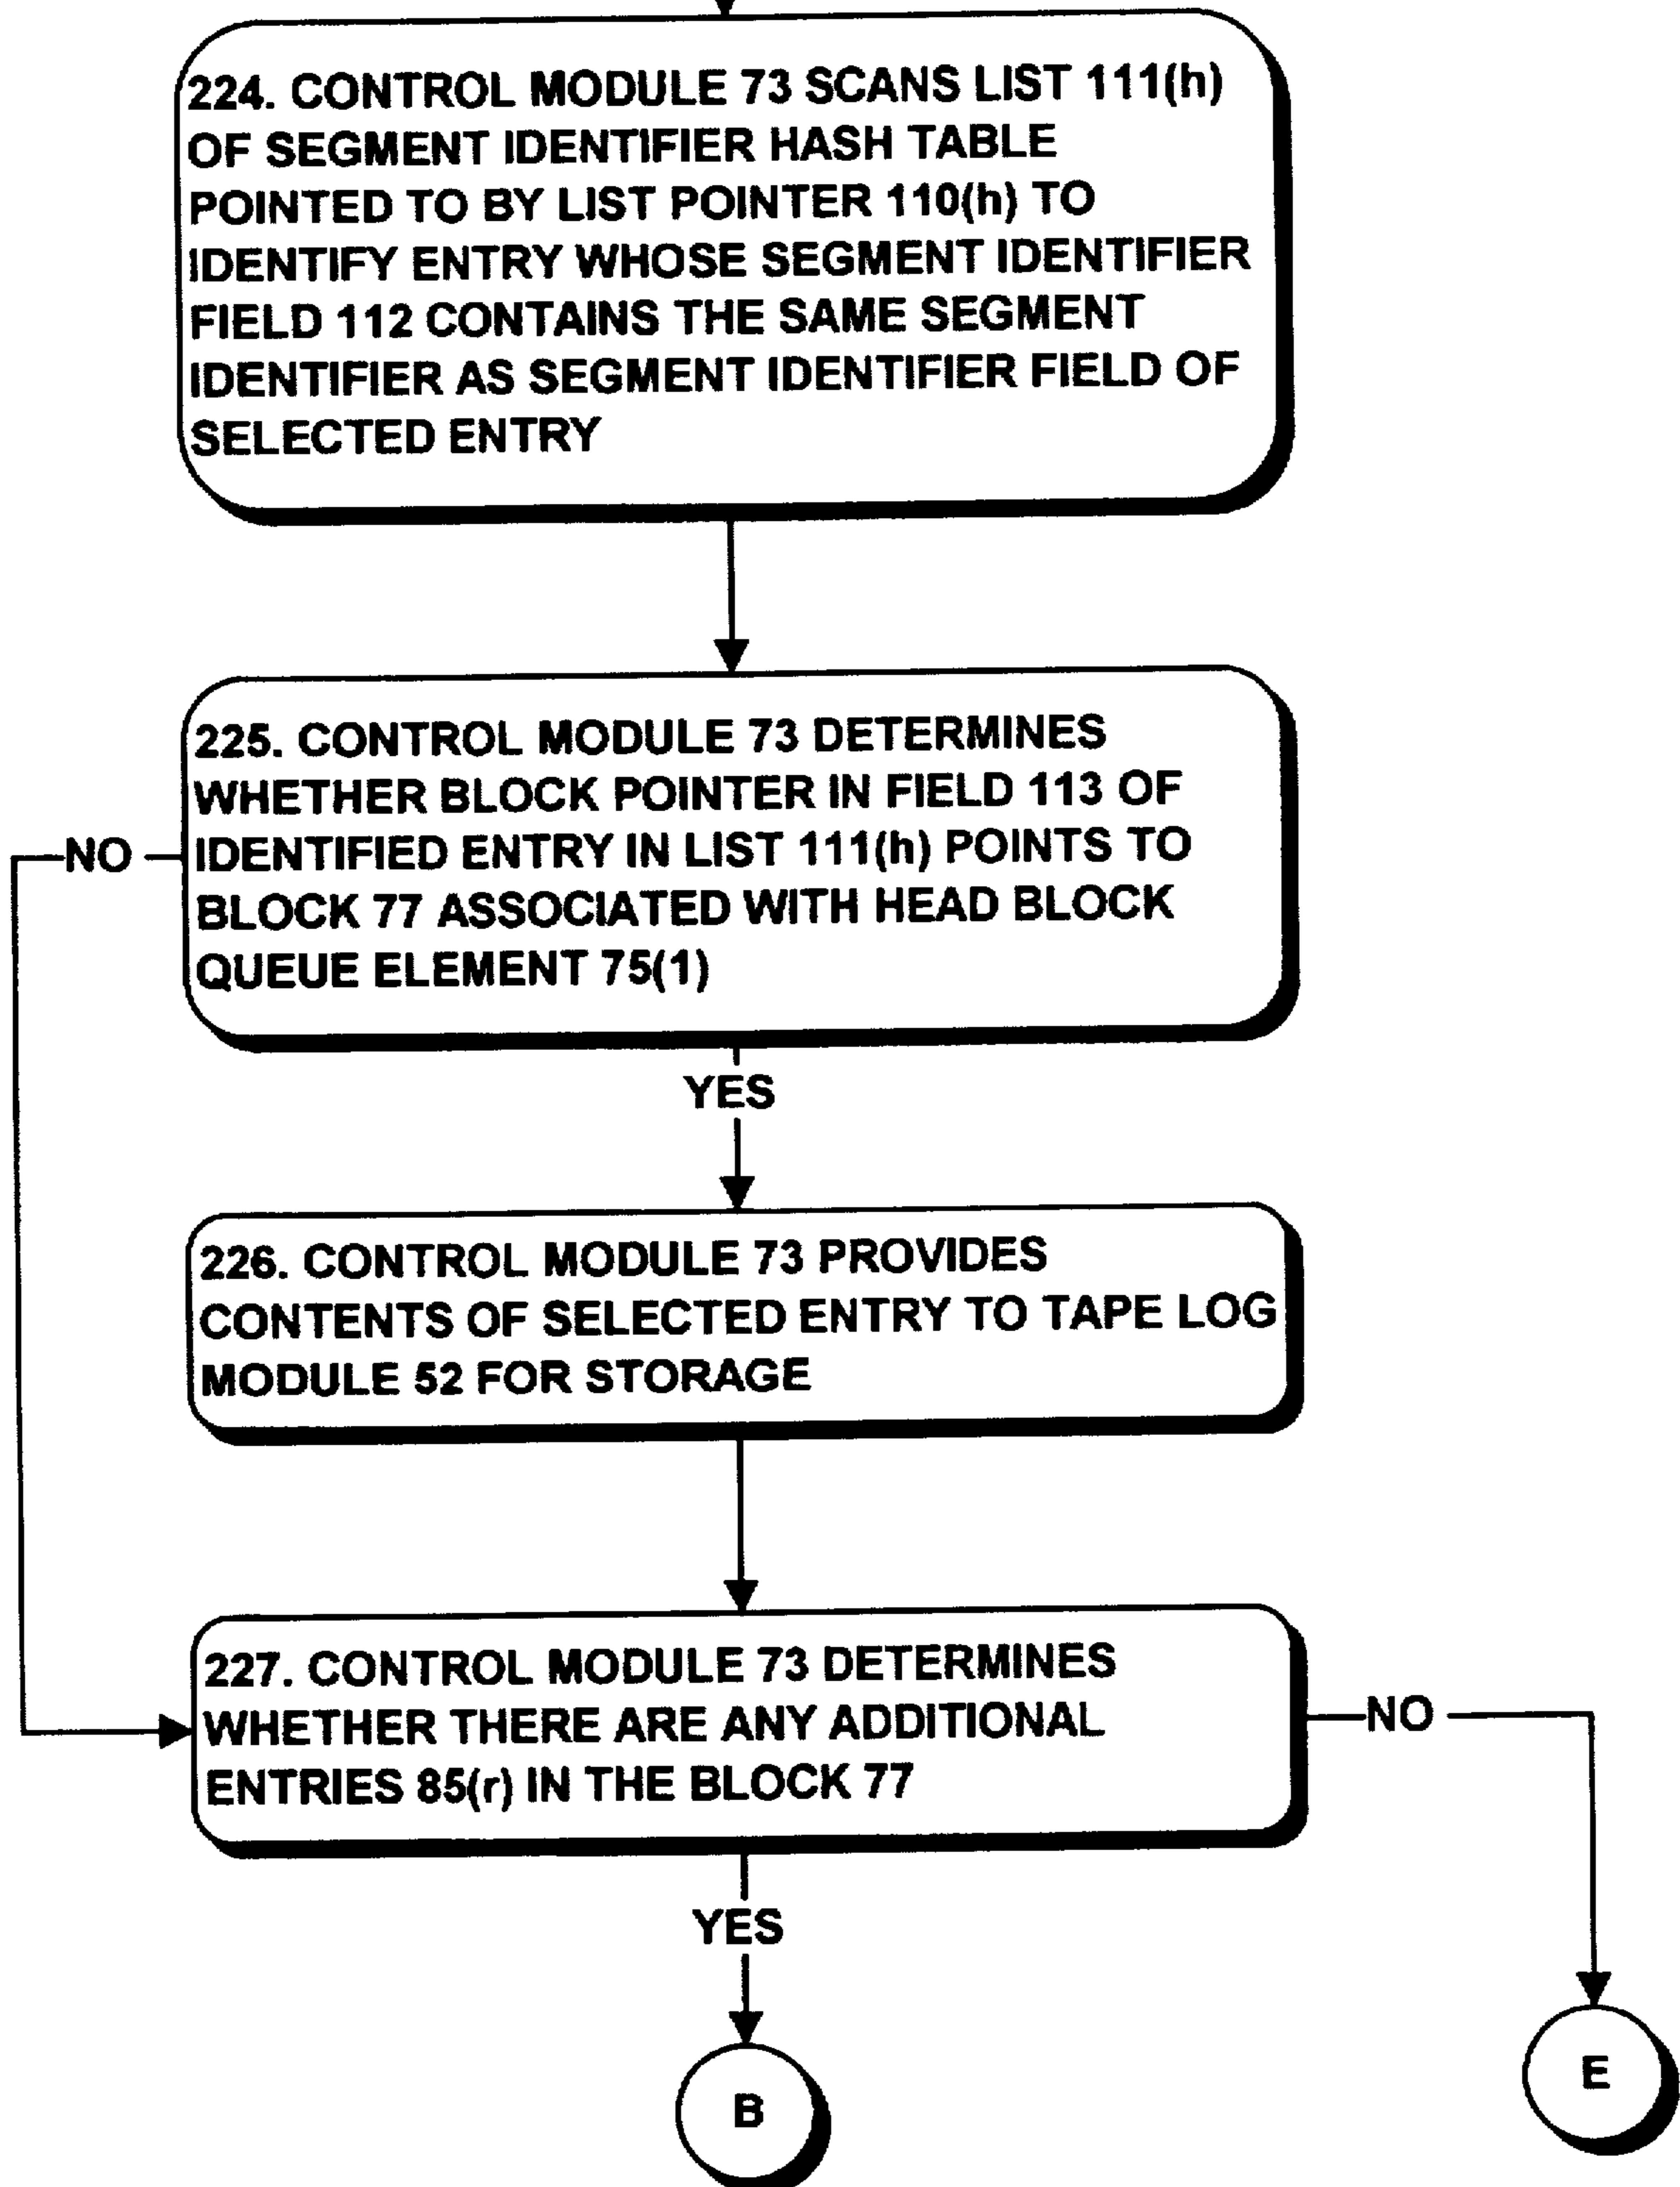 224. CONTROL MODULE 73 SCANS LIST 111(h)
OF SEGMENT IDENTIFIER HASH TABLE
POINTED TO BY LIST POINTER 110(h) TO
IDENTIFY ENTRY WHOSE SEGMENT IDENTIFIER
FIELD 112 CONTAINS THE SAME SEGMENT
IDENTIFIER AS SEGMENT IDENTIFIER FIELD OF
SELECTED ENTRY
225. CONTROL MODULE 73 DETERMINES
WHETHER BLOCK POINTER IN FIELD 113 OF
IDENTIFIED ENTRY IN LIST 111(h) POINTS TO
BLOCK 77 ASSOCIATED WITH HEAD BLOCK
QUEUE ELEMENT 75(1)
NO
YES
226. CONTROL MODULE 73 PROVIDES
CONTENTS OF SELECTED ENTRY TO TAPE LOG
MODULE 52 FOR STORAGE
227. CONTROL MODULE 73 DETERMINES
WHETHER THERE ARE ANY ADDITIONAL
ENTRIES 85(r) IN THE BLOCK 77
NO
YES
B
E